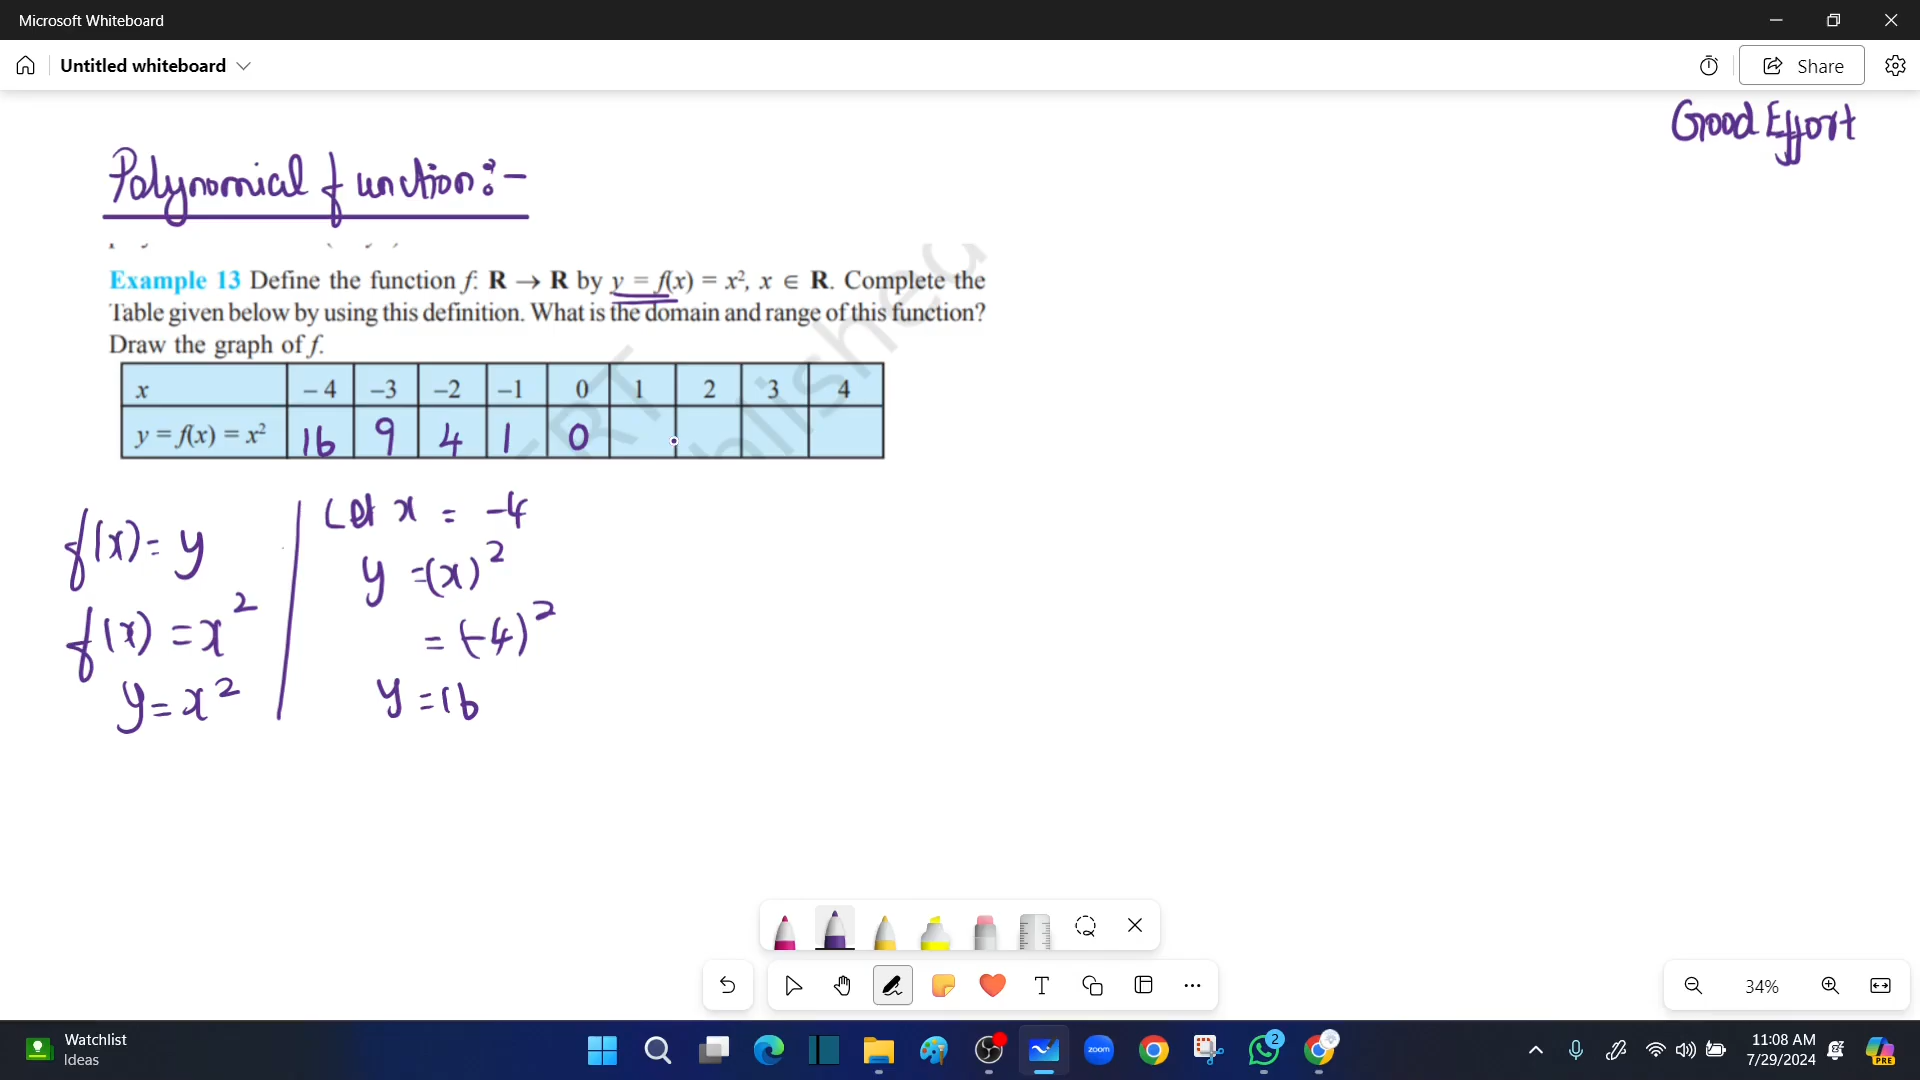 Microsoft Whiteboard
Untitled whiteboard
Share
Good Effort
Polynomial function:-
Example 13 Define the function f: R → R by y = f(x) = x², x ∈ R. Complete the
Table given below by using this definition. What is the domain and range of this function?
Draw the graph of f.
x – 4 –3 –2 –1 0 1 2 3 4
y = f(x) = x² 16 9 4 1 0
f(x) = y
f(x) = x²
y = x²
Let x = -4
y = (x)²
= (-4)²
y = 16
34%
Watchlist
Ideas
zoom
2
11:08 AM
7/29/2024
PRE